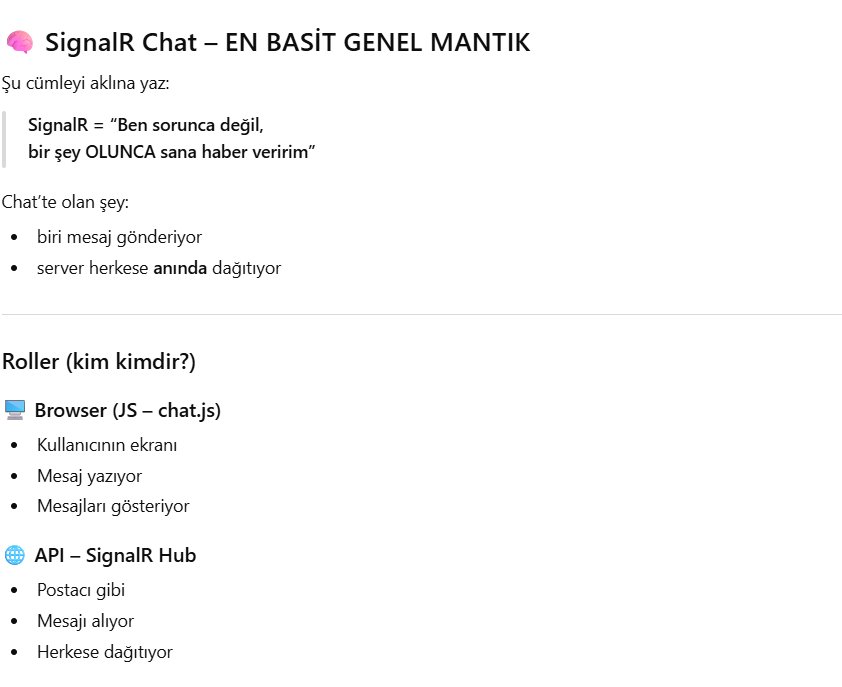 🧠 SignalR Chat – EN BASİT GENEL MANTIK
Şu cümleyi aklına yaz:
SignalR = “Ben sorunca değil,
bir şey OLUNCA sana haber veririm”
Chat’te olan şey:
• biri mesaj gönderiyor
• server herkese anında dağıtıyor
Roller (kim kimdir?)
🖥️ Browser (JS – chat.js)
• Kullanıcının ekranı
• Mesaj yazıyor
• Mesajları gösteriyor
🌐 API – SignalR Hub
• Postacı gibi
• Mesajı alıyor
• Herkese dağıtıyor